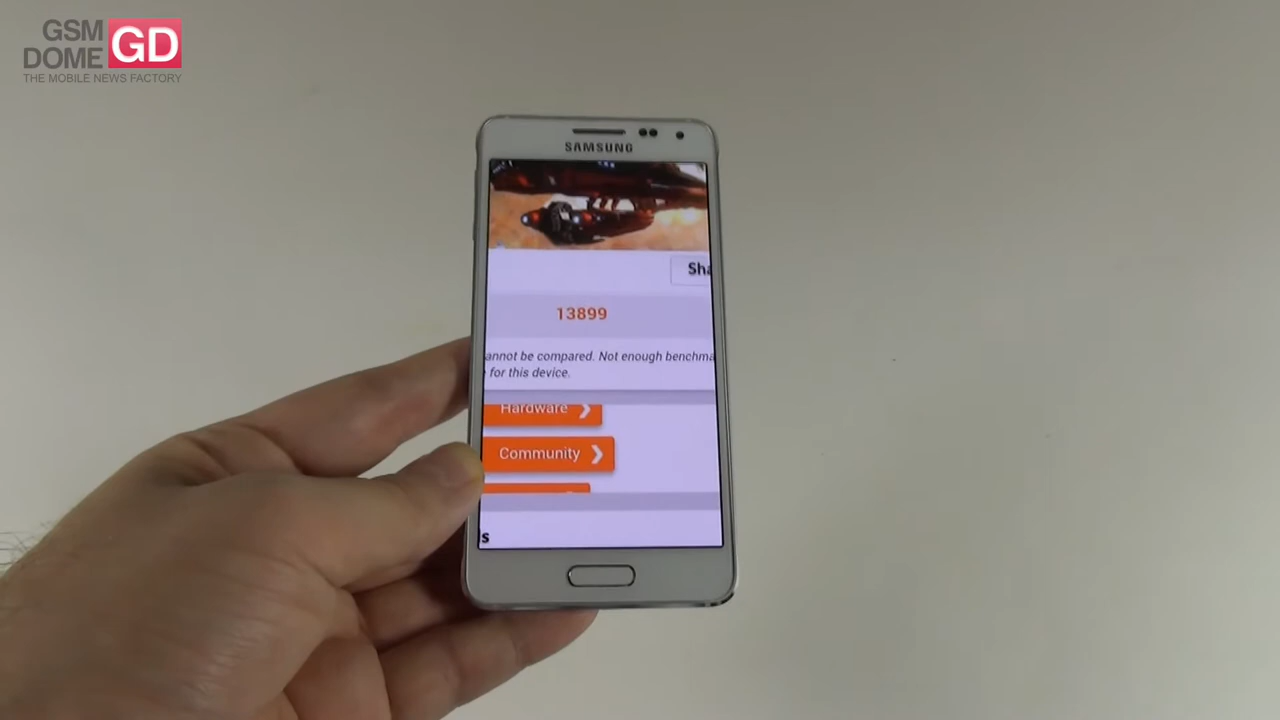 GSM
DOME
GD
THE MOBILE NEWS FACTORY
SAMSUNG
Sha
13899
annot be compared. Not enough benchma
for this device.
Hardware
Community
ls